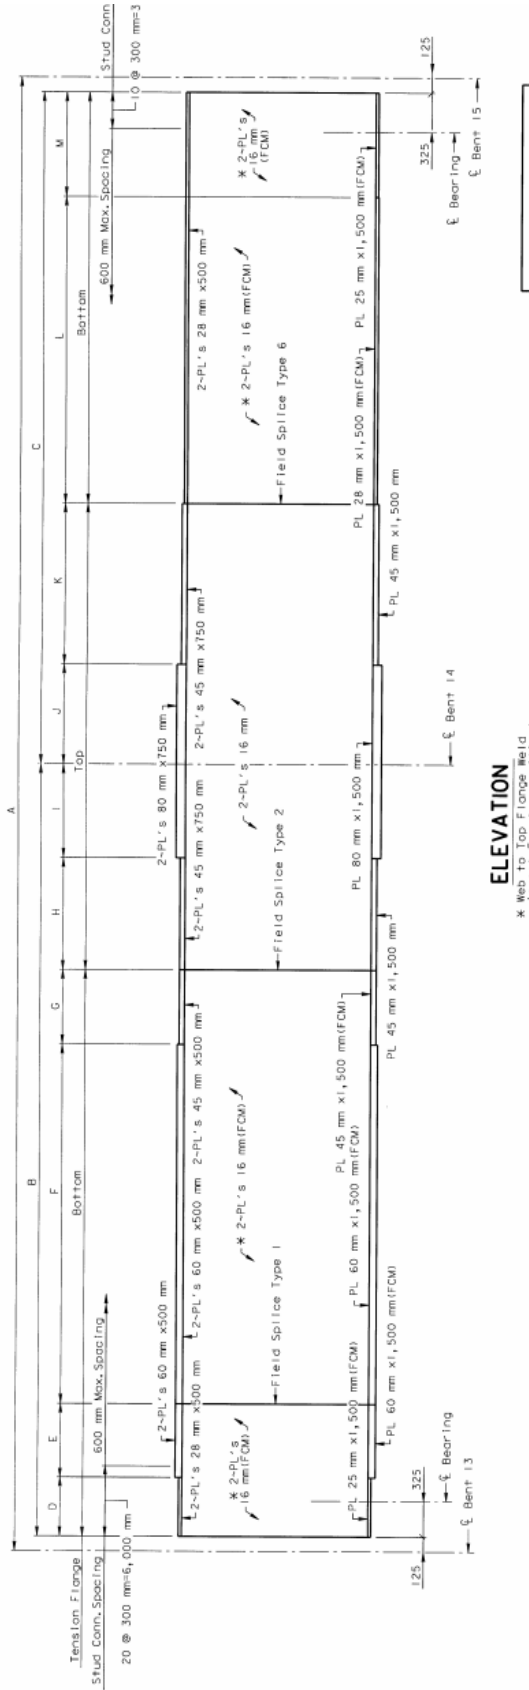 A
B
C
D
E
F
G
H
I
J
K
L
M
Tension Flange
Bottom
Top
Bottom
Stud Conn. Spacing
20 @ 300 mm=6,000 mm
600 mm Max. Spacing
600 mm Max. Spacing
Stud Conn
10 @ 300 mm=3
2~PL's 60 mm x500 mm
2~PL's 80 mm x750 mm
2~PL's 28 mm x500 mm
2~PL's 60 mm x500 mm
2~PL's 45 mm x500 mm
2~PL's 45 mm x750 mm
2~PL's 45 mm x750 mm
2~PL's 28 mm x500 mm
* 2~PL's
16 mm(FCM)
* 2~PL's 16 mm(FCM)
* 2~PL's 16 mm
* 2~PL's 16 mm(FCM)
* 2~PL's
16 mm
(FCM)
Field Splice Type 1
Field Splice Type 2
Field Splice Type 6
PL 25 mm x1,500 mm(FCM)
PL 60 mm x1,500 mm(FCM)
PL 45 mm x1,500 mm(FCM)
PL 80 mm x1,500 mm
PL 28 mm x1,500 mm(FCM)
PL 25 mm x1,500 mm(FCM)
PL 60 mm x1,500 mm(FCM)
PL 45 mm x1,500 mm
PL 45 mm x1,500 mm
125
325
℄ Bearing
℄ Bent 13
℄ Bent 14
325
125
℄ Bearing
℄ Bent 15
ELEVATION
* Web to Top Flange Weld